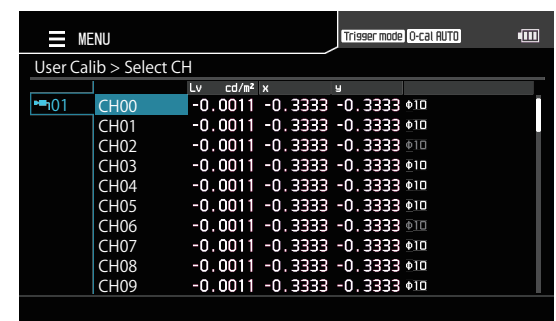 MENU Trigger mode 0-cal AUTO
User Calib > Select CH
Lv cd/m² x y
01 CH00 -0.0011 -0.3333 -0.3333 Φ10
CH01 -0.0011 -0.3333 -0.3333 Φ10
CH02 -0.0011 -0.3333 -0.3333 Φ10
CH03 -0.0011 -0.3333 -0.3333 Φ10
CH04 -0.0011 -0.3333 -0.3333 Φ10
CH05 -0.0011 -0.3333 -0.3333 Φ10
CH06 -0.0011 -0.3333 -0.3333 Φ10
CH07 -0.0011 -0.3333 -0.3333 Φ10
CH08 -0.0011 -0.3333 -0.3333 Φ10
CH09 -0.0011 -0.3333 -0.3333 Φ10